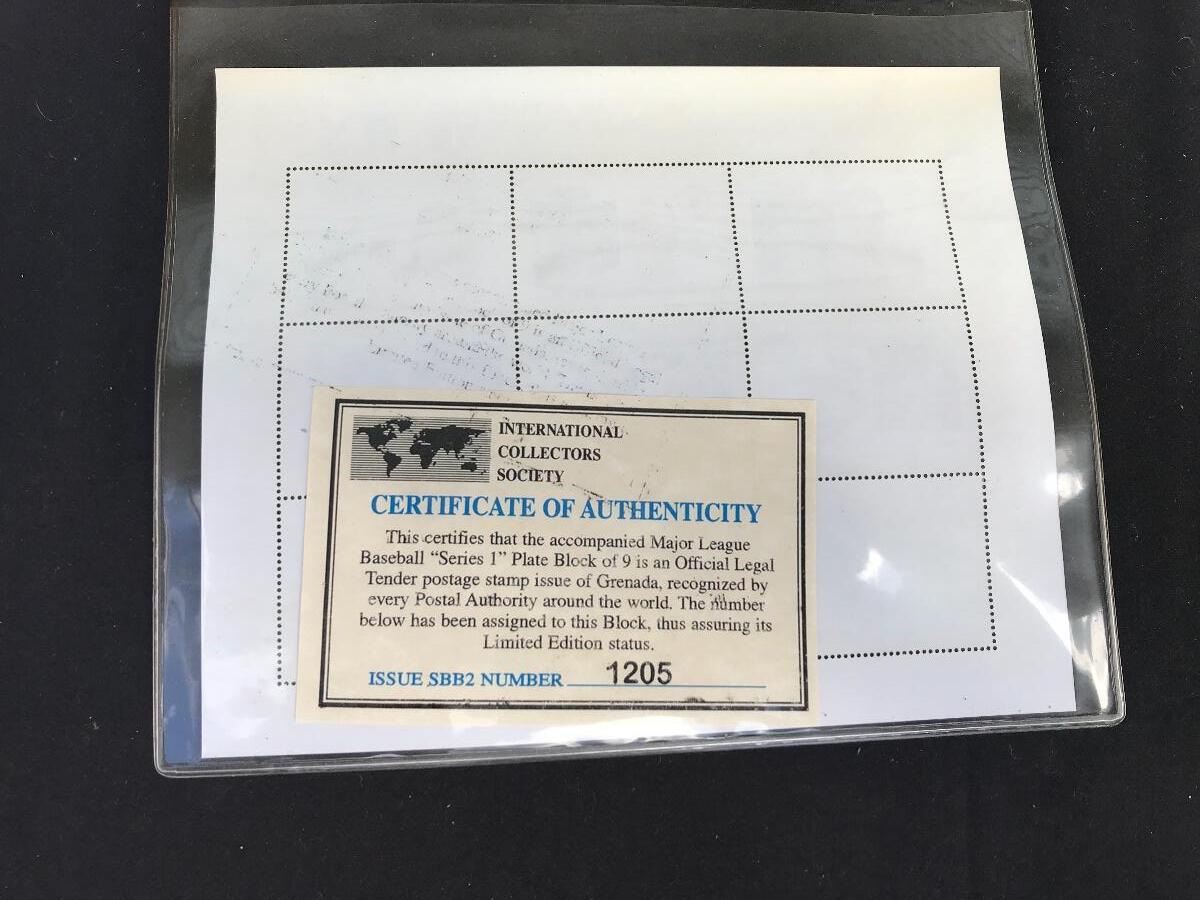 INTERNATIONAL
COLLECTORS
SOCIETY
CERTIFICATE OF AUTHENTICITY
This certifies that the accompanied Major League
Baseball “Series 1” Plate Block of 9 is an Official Legal
Tender postage stamp issue of Grenada, recognized by
every Postal Authority around the world. The number
below has been assigned to this Block, thus assuring its
Limited Edition status.
ISSUE SBB2 NUMBER 1205